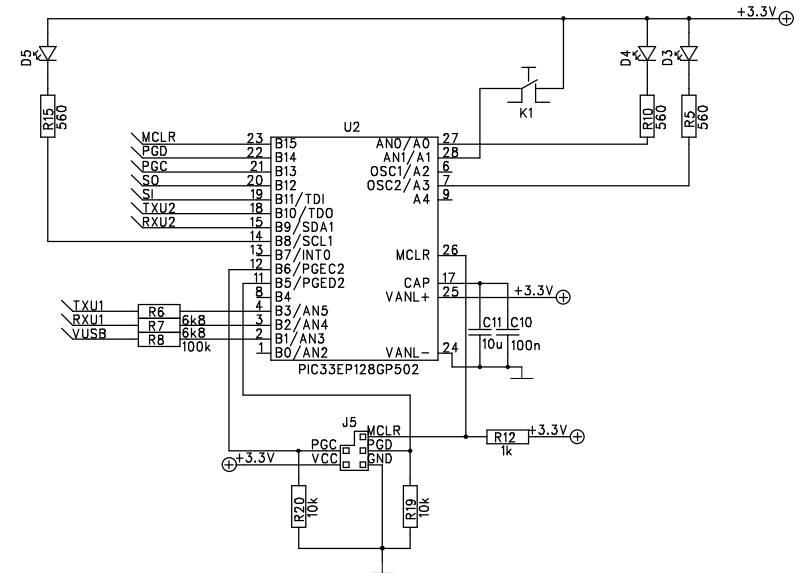 +3.3V
D5
D4
D3
R15
560
K1
R10
560
R5
560
U2
MCLR 23 B15
PGD 22 B14
PGC 21 B13
SO 20 B12
SI 19 B11/TDI
TXU2 18 B10/TDO
RXU2 15 B9/SDA1
14 B8/SCL1
13 B7/INT0
12 B6/PGEC2
11 B5/PGED2
8 B4
TXU1 R6 4 B3/AN5
RXU1 R7 6k8 3 B2/AN4
VUSB R8 6k8 2 B1/AN3
100k 1 B0/AN2
AN0/A0 27
AN1/A1 28
OSC1/A2 6
OSC2/A3 7
A4 9
MCLR 26
CAP 17
VANL+ 25 +3.3V
VANL- 24
C11 C10
10u 100n
PIC33EP128GP502
J5
MCLR R12 +3.3V
1k
PGC PGD
+3.3V VCC GND
R20
10k
R19
10k